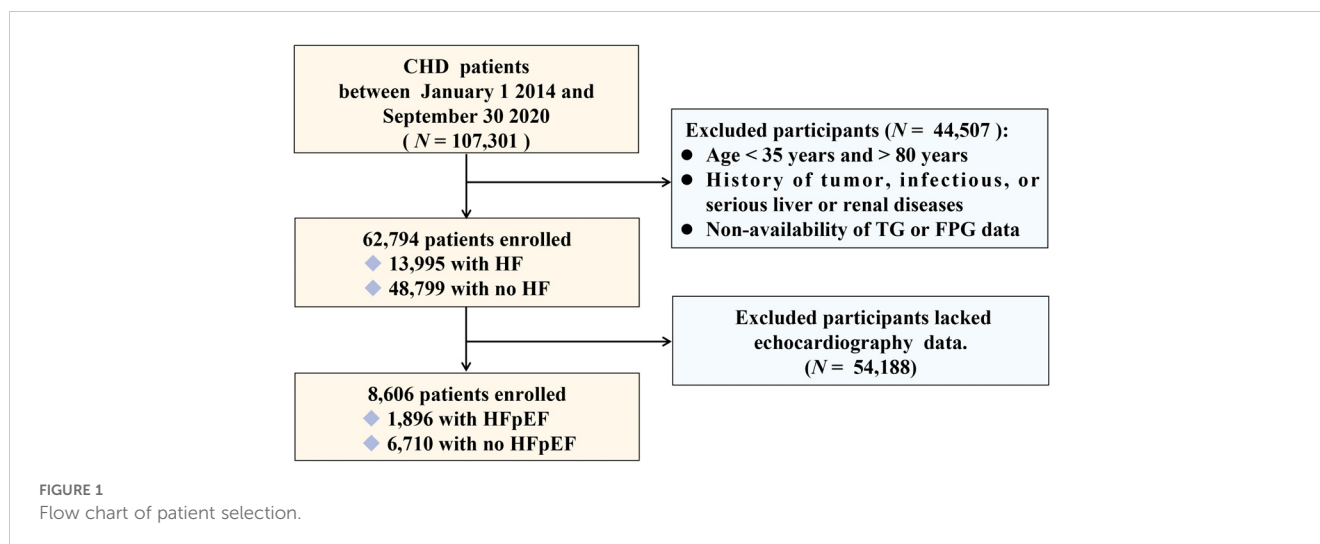 CHD patients
between January 1 2014 and
September 30 2020
( N = 107,301 )
Excluded participants (N = 44,507 ):
● Age < 35 years and > 80 years
● History of tumor, infectious, or
serious liver or renal diseases
● Non-availability of TG or FPG data
62,794 patients enrolled
◆ 13,995 with HF
◆ 48,799 with no HF
Excluded participants lacked
echocardiography data.
(N = 54,188)
8,606 patients enrolled
◆ 1,896 with HFpEF
◆ 6,710 with no HFpEF
FIGURE 1
Flow chart of patient selection.